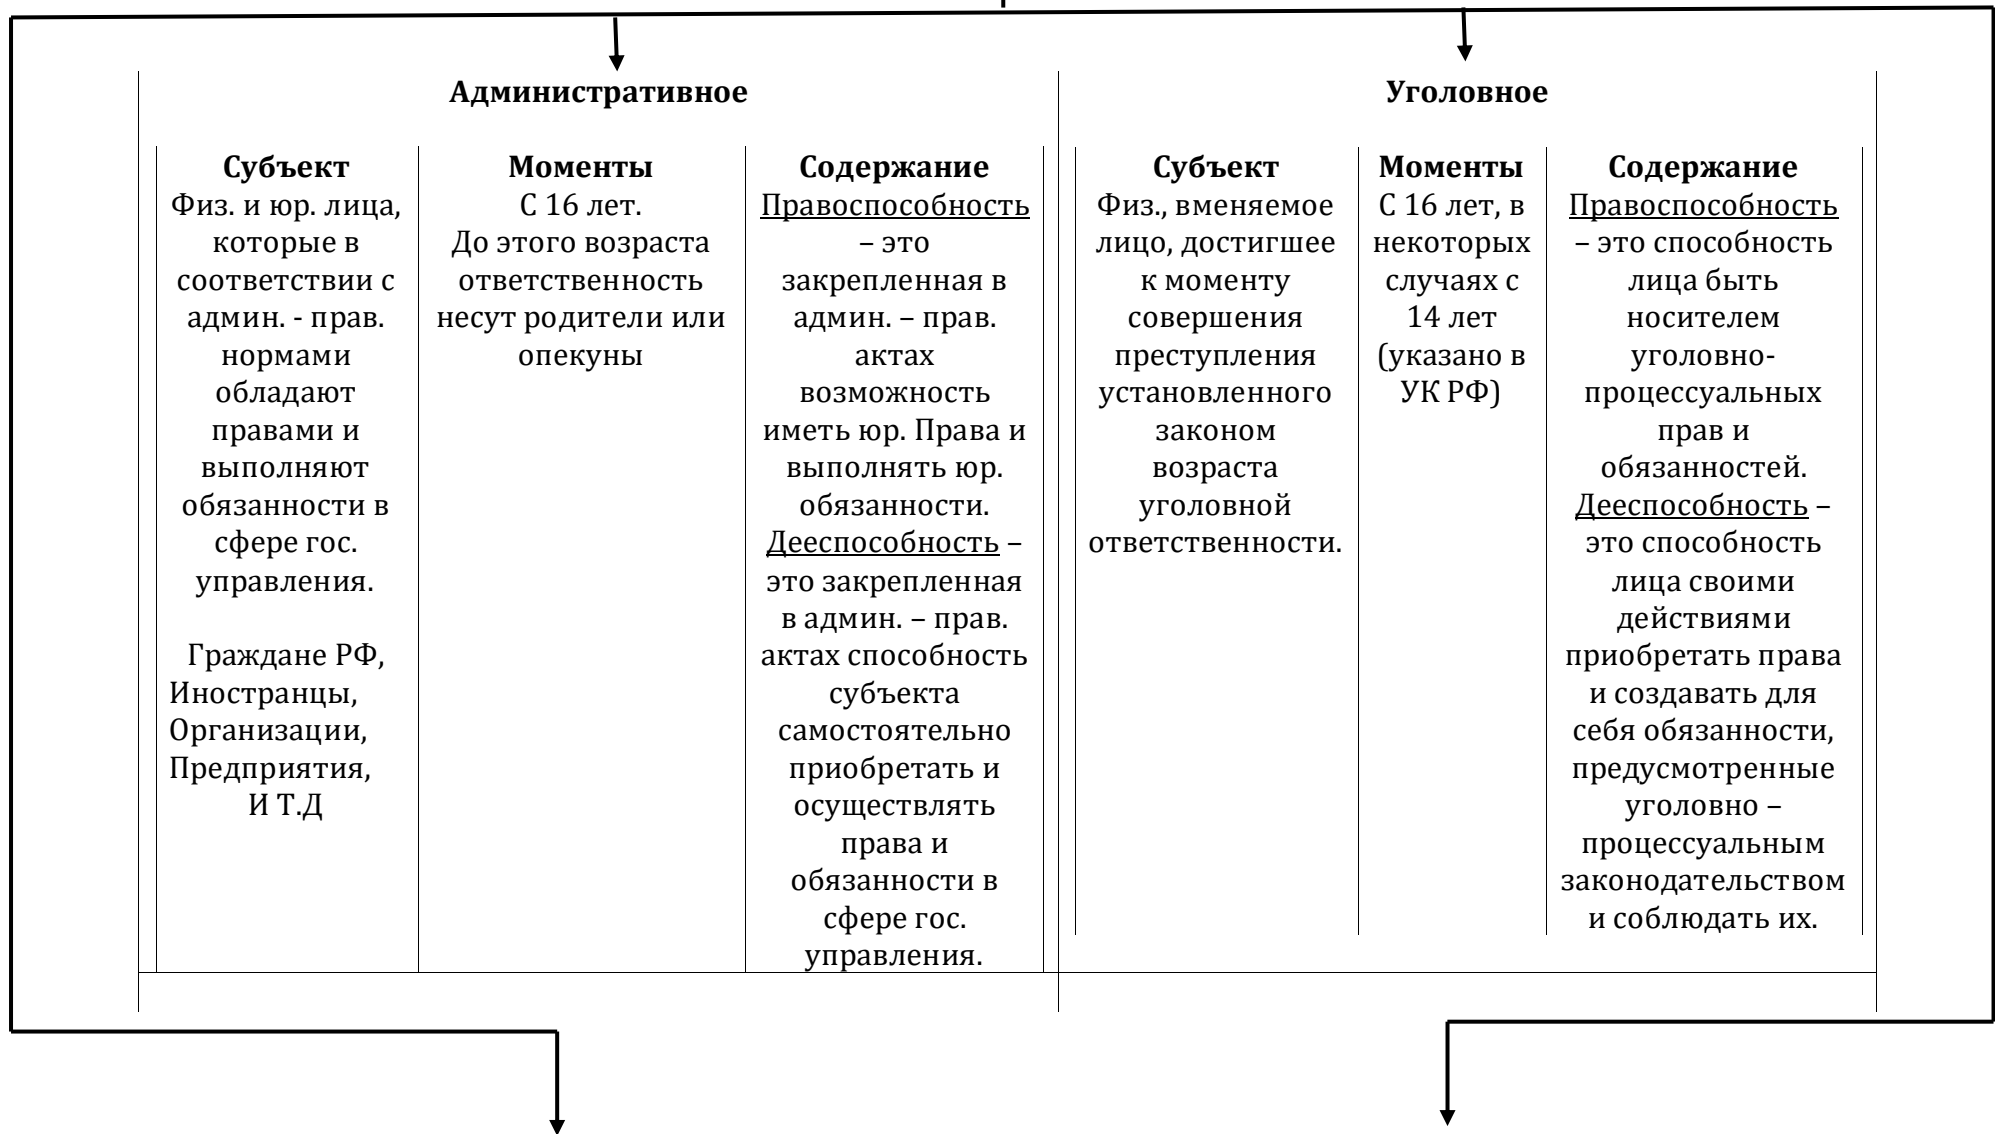 Административное
Субъект
Физ. и юр. лица,
которые в
соответствии с
админ. - прав.
нормами
обладают
правами и
выполняют
обязанности в
сфере гос.
управления.
Граждане РФ,
Иностранцы,
Организации,
Предприятия,
И Т.Д
Моменты
С 16 лет.
До этого возраста
ответственность
несут родители или
опекуны
Содержание
Правоспособность
– это
закрепленная в
админ. – прав.
актах
возможность
иметь юр. Права и
выполнять юр.
обязанности.
Дееспособность –
это закрепленная
в админ. – прав.
актах способность
субъекта
самостоятельно
приобретать и
осуществлять
права и
обязанности в
сфере гос.
управления.
Уголовное
Субъект
Физ., вменяемое
лицо, достигшее
к моменту
совершения
преступления
установленного
законом
возраста
уголовной
ответственности.
Моменты
С 16 лет, в
некоторых
случаях с
14 лет
(указано в
УК РФ)
Содержание
Правоспособность
– это способность
лица быть
носителем
уголовно-
процессуальных
прав и
обязанностей.
Дееспособность –
это способность
лица своими
действиями
приобретать права
и создавать для
себя обязанности,
предусмотренные
уголовно –
процессуальным
законодательством
и соблюдать их.